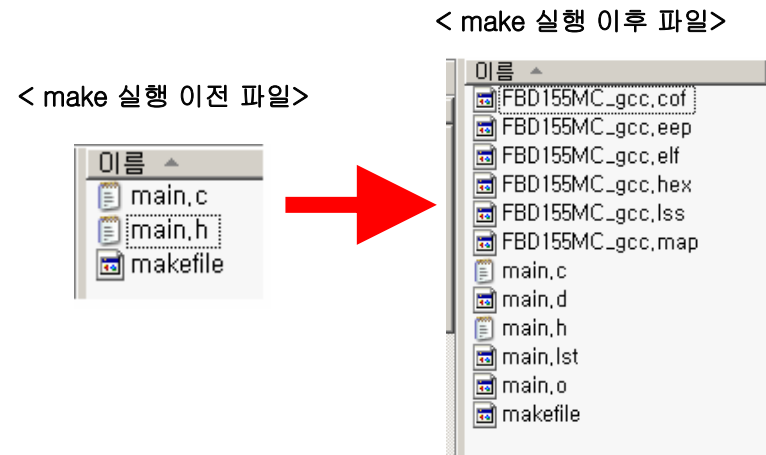 < make 실행 이전 파일>
이름
main.c
main.h
makefile
< make 실행 이후 파일>
이름
FBD155MC_gcc.cof
FBD155MC_gcc.eep
FBD155MC_gcc.elf
FBD155MC_gcc.hex
FBD155MC_gcc.lss
FBD155MC_gcc.map
main.c
main.d
main.h
main.lst
main.o
makefile